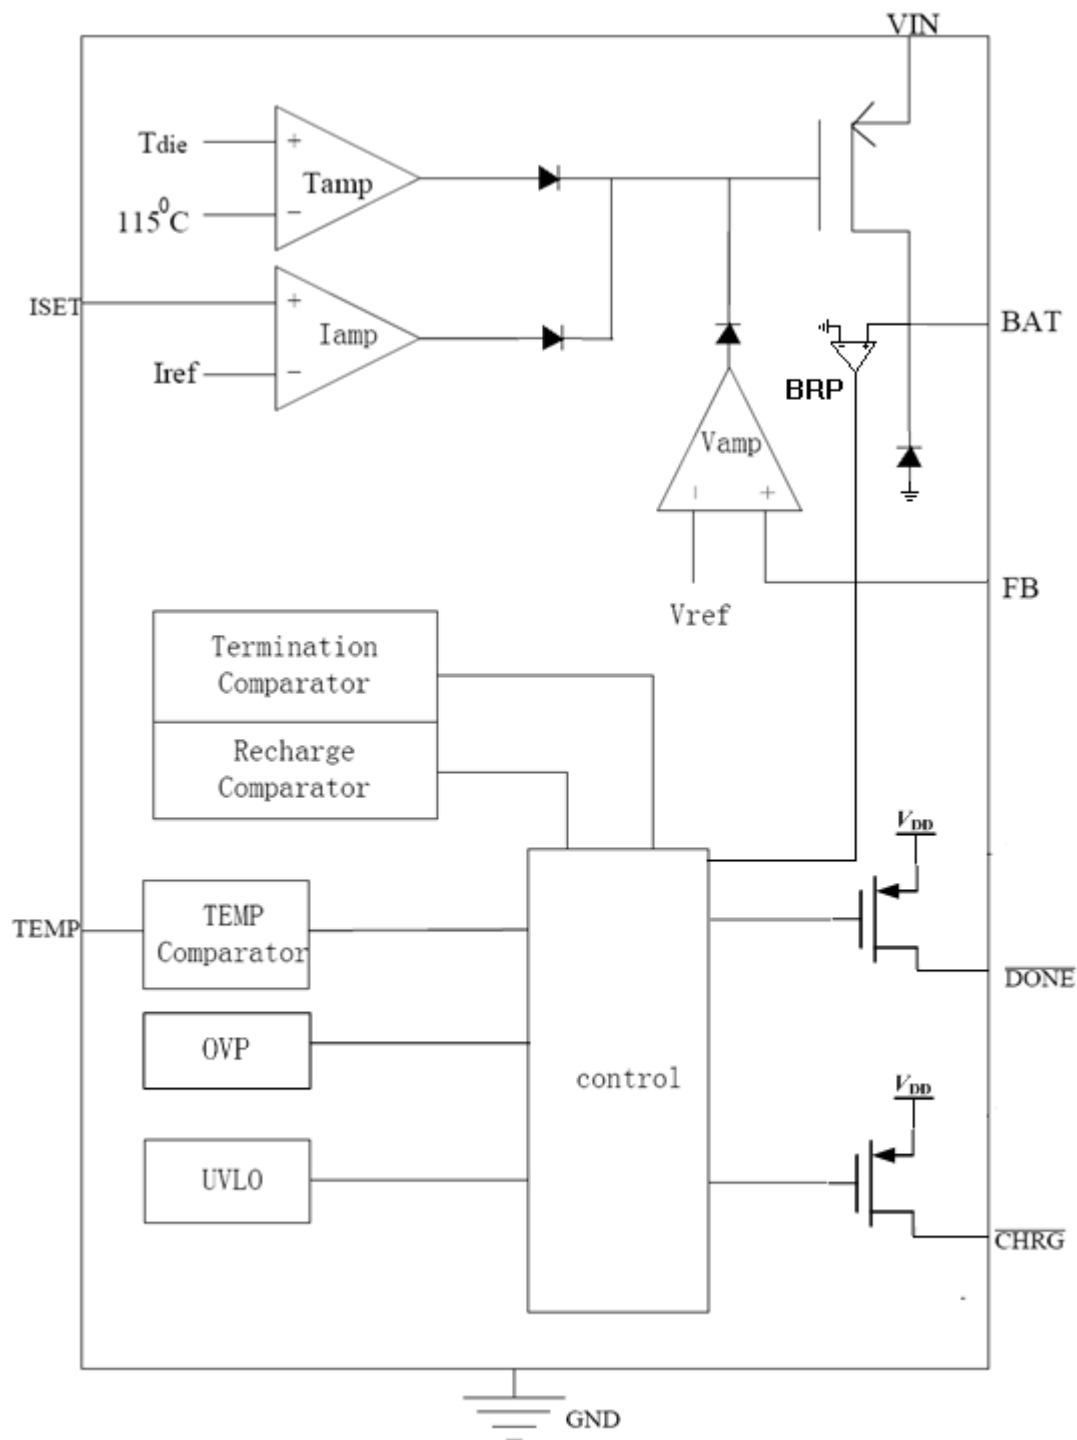 VIN
Tdie
+
Tamp
115⁰C
−
ISET
+
Iamp
Iref
−
BAT
- +
BRP
Vamp
− +
FB
Vref
Termination
Comparator
Recharge
Comparator
VDD
TEMP
TEMP
Comparator
DONE
OVP
control
VDD
UVLO
CHRG
GND